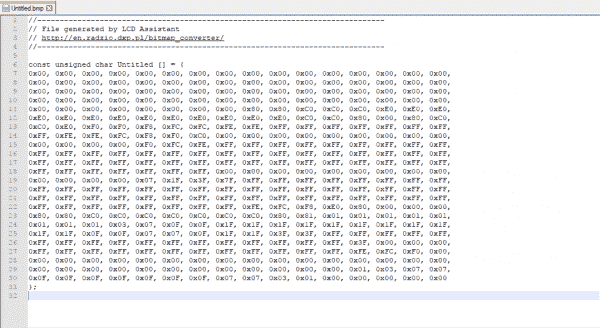 Untitled.bmp
1 //-----------------------------------------------------------------------------
2 // File generated by LCD Assistant
3 // http://en.radzio.dxp.pl/bitmap_converter/
4 //-----------------------------------------------------------------------------
5
6 const unsigned char Untitled [] = {
7 0x00, 0x00, 0x00, 0x00, 0x00, 0x00, 0x00, 0x00, 0x00, 0x00, 0x00, 0x00, 0x00, 0x00, 0x00, 0x00,
8 0x00, 0x00, 0x00, 0x00, 0x00, 0x00, 0x00, 0x00, 0x00, 0x00, 0x00, 0x00, 0x00, 0x00, 0x00, 0x00,
9 0x00, 0x00, 0x00, 0x00, 0x00, 0x00, 0x00, 0x00, 0x00, 0x00, 0x00, 0x00, 0x00, 0x00, 0x00, 0x00,
10 0x00, 0x00, 0x00, 0x00, 0x00, 0x00, 0x00, 0x00, 0x00, 0x00, 0x00, 0x00, 0x00, 0x00, 0x00, 0x00,
11 0x00, 0x00, 0x00, 0x00, 0x00, 0x00, 0x00, 0x00, 0x80, 0x80, 0xC0, 0xC0, 0xC0, 0xE0, 0xE0, 0xE0,
12 0xE0, 0xE0, 0xE0, 0xE0, 0xE0, 0xE0, 0xE0, 0xE0, 0xE0, 0xC0, 0xC0, 0x80, 0x00, 0x80, 0xC0,
13 0xC0, 0xE0, 0xF0, 0xF0, 0xF8, 0xFC, 0xFC, 0xFE, 0xFE, 0xFF, 0xFF, 0xFF, 0xFF, 0xFF, 0xFF, 0xFF,
14 0xFF, 0xFE, 0xFE, 0xFC, 0xF8, 0xF0, 0xC0, 0x00, 0x00, 0x00, 0x00, 0x00, 0x00, 0x00, 0x00, 0x00,
15 0x00, 0x00, 0x00, 0x00, 0xF0, 0xFC, 0xFE, 0xFF, 0xFF, 0xFF, 0xFF, 0xFF, 0xFF, 0xFF, 0xFF, 0xFF,
16 0xFF, 0xFF, 0xFF, 0xFF, 0xFF, 0xFF, 0xFF, 0xFF, 0xFF, 0xFF, 0xFF, 0xFF, 0xFF, 0xFF, 0xFF, 0xFF,
17 0xFF, 0xFF, 0xFF, 0xFF, 0xFF, 0xFF, 0xFF, 0xFF, 0xFF, 0xFF, 0xFF, 0xFF, 0xFF, 0xFF, 0xFF, 0xFF,
18 0xFF, 0xFF, 0xFF, 0xFF, 0xFF, 0xFF, 0xFF, 0x00, 0x00, 0x00, 0x00, 0x00, 0x00, 0x00, 0x00, 0x00,
19 0x00, 0x00, 0x00, 0x00, 0x07, 0x1F, 0x3F, 0x7F, 0xFF, 0xFF, 0xFF, 0xFF, 0xFF, 0xFF, 0xFF, 0xFF,
20 0xFF, 0xFF, 0xFF, 0xFF, 0xFF, 0xFF, 0xFF, 0xFF, 0xFF, 0xFF, 0xFF, 0xFF, 0xFF, 0xFF, 0xFF, 0xFF,
21 0xFF, 0xFF, 0xFF, 0xFF, 0xFF, 0xFF, 0xFF, 0xFF, 0xFF, 0xFF, 0xFF, 0xFF, 0xFF, 0xFF, 0xFF, 0xFF,
22 0xFF, 0xFF, 0xFF, 0xFF, 0xFF, 0xFF, 0xFF, 0xFF, 0xFE, 0xFC, 0xF8, 0xE0, 0x80, 0x00, 0x00, 0x00,
23 0x80, 0x80, 0xC0, 0xC0, 0xC0, 0xC0, 0xC0, 0xC0, 0xC0, 0x80, 0x81, 0x01, 0x01, 0x01, 0x01, 0x01,
24 0x01, 0x01, 0x01, 0x03, 0x07, 0x0F, 0x0F, 0x1F, 0x1F, 0x1F, 0x1F, 0x1F, 0x1F, 0x1F, 0x1F, 0x1F,
25 0x1F, 0x1F, 0x0F, 0x0F, 0x07, 0x07, 0x0F, 0x1F, 0x1F, 0x3F, 0x3F, 0xFF, 0xFF, 0xFF, 0xFF, 0xFF,
26 0xFF, 0xFF, 0xFF, 0xFF, 0xFF, 0xFF, 0xFF, 0xFF, 0xFF, 0xFF, 0xFF, 0xFF, 0x3F, 0x00, 0x00, 0x00,
27 0xFF, 0xFF, 0xFF, 0xFF, 0xFF, 0xFF, 0xFF, 0xFF, 0xFF, 0xFF, 0xFF, 0xFE, 0xFC, 0xF0, 0x00,
28 0x00, 0x00, 0x00, 0x00, 0x00, 0x00, 0x00, 0x00, 0x00, 0x00, 0x00, 0x00, 0x00, 0x00, 0x00, 0x00,
29 0x00, 0x00, 0x00, 0x00, 0x00, 0x00, 0x00, 0x00, 0x00, 0x00, 0x00, 0x00, 0x01, 0x03, 0x07, 0x07,
30 0x0F, 0x0F, 0x0F, 0x0F, 0x0F, 0x0F, 0x07, 0x07, 0x03, 0x01, 0x00, 0x00, 0x00, 0x00, 0x00
31 };
32